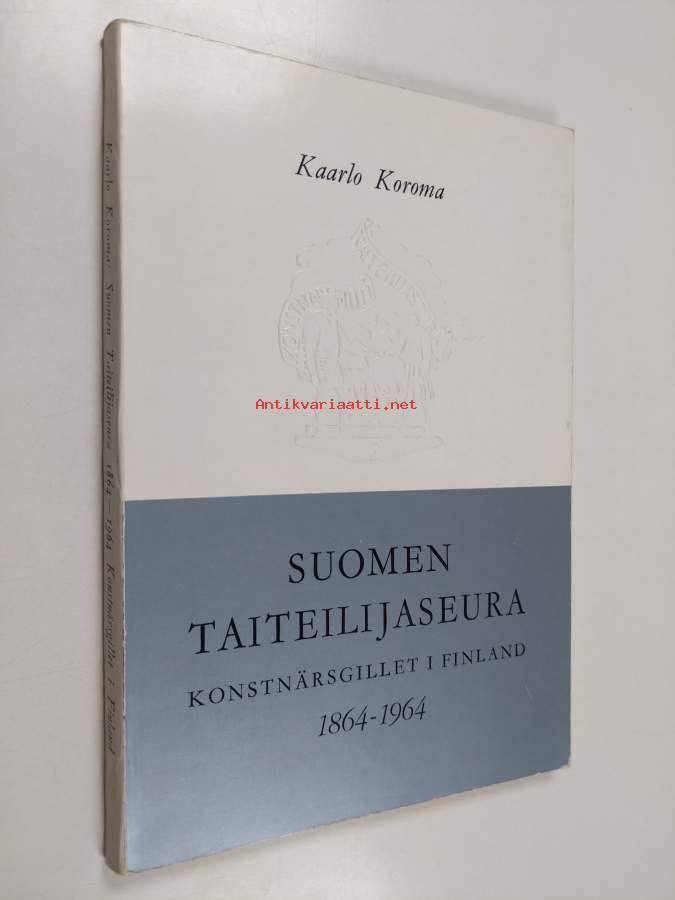 Kaarlo Koroma
Antikvariaatti.net
SUOMEN
TAITEILIJASEURA
KONSTNÄRSGILLET I FINLAND
1864-1964
Kaarlo Koroma: Suomen Taiteilijaseura 1864—1964 Konstnärsgillet i Finland